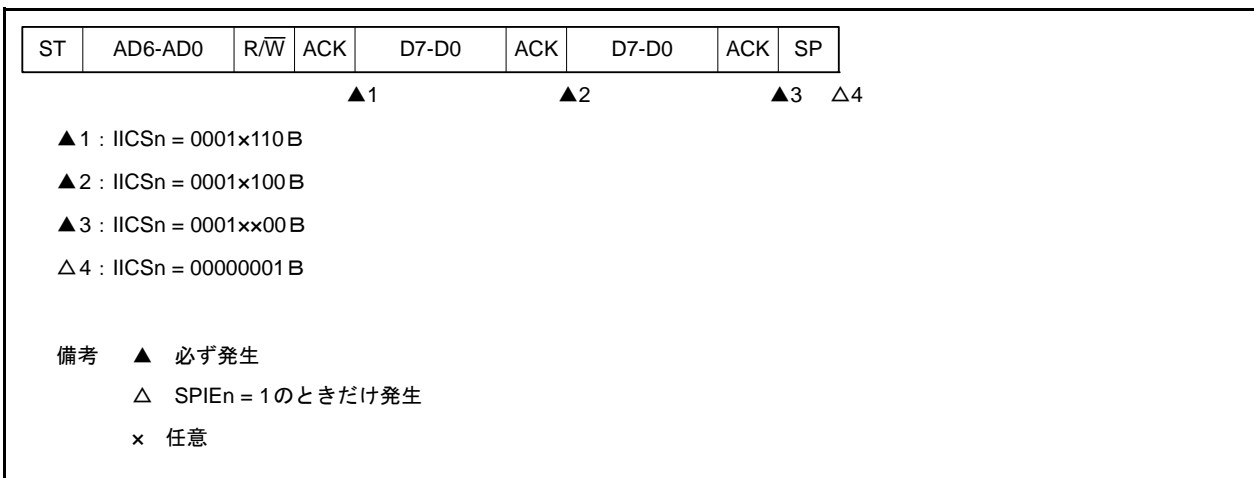 ST AD6-AD0 R/W̅ ACK D7-D0 ACK D7-D0 ACK SP
▲1 ▲2 ▲3 △4
▲1：IICSn = 0001×110B
▲2：IICSn = 0001×100B
▲3：IICSn = 0001××00B
△4：IICSn = 00000001B
備考 ▲ 必ず発生
△ SPIEn = 1のときだけ発生
× 任意